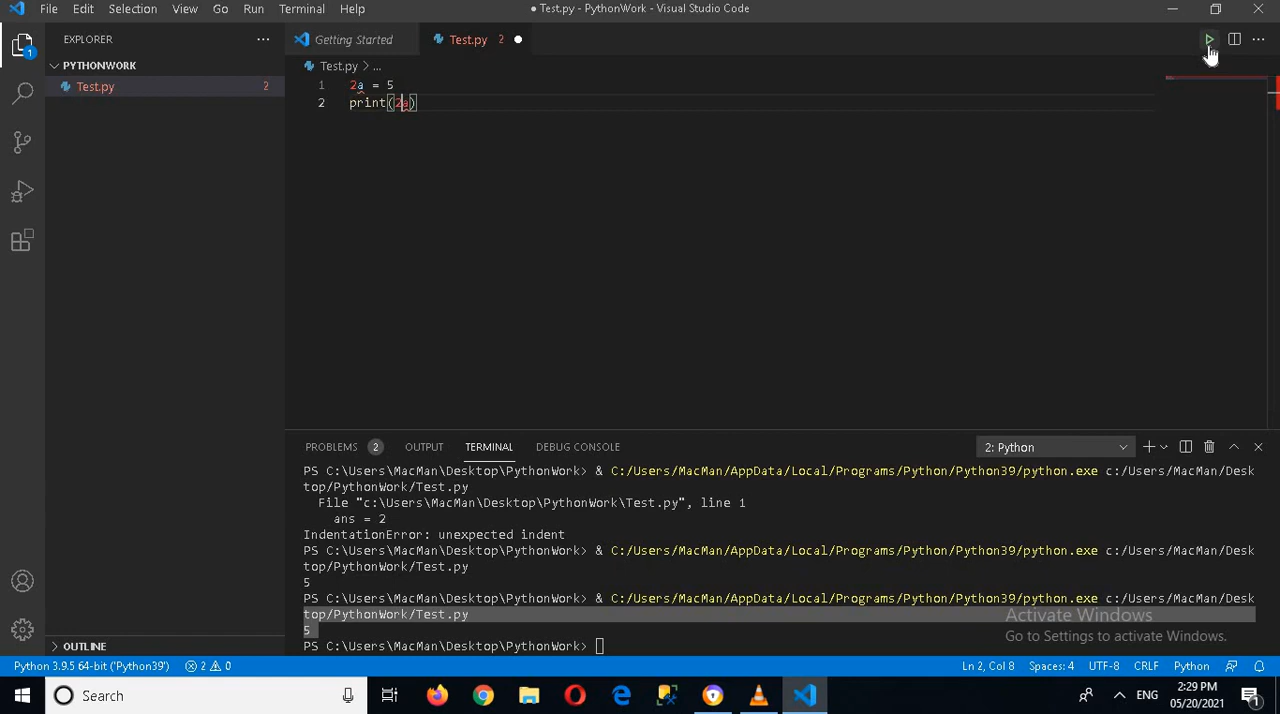 File Edit Selection View Go Run Terminal Help ● Test.py - PythonWork - Visual Studio Code
EXPLORER ···
Getting Started Test.py 2
PYTHONWORK
Test.py 2
Test.py > ...
1 2a = 5
2 print(2a)
1
PROBLEMS 2 OUTPUT TERMINAL DEBUG CONSOLE 2: Python
PS C:\Users\MacMan\Desktop\PythonWork> & C:/Users/MacMan/AppData/Local/Programs/Python/Python39/python.exe c:/Users/MacMan/Desk
top/PythonWork/Test.py
File "c:\Users\MacMan\Desktop\PythonWork\Test.py", line 1
ans = 2
IndentationError: unexpected indent
PS C:\Users\MacMan\Desktop\PythonWork> & C:/Users/MacMan/AppData/Local/Programs/Python/Python39/python.exe c:/Users/MacMan/Desk
top/PythonWork/Test.py
5
PS C:\Users\MacMan\Desktop\PythonWork> & C:/Users/MacMan/AppData/Local/Programs/Python/Python39/python.exe c:/Users/MacMan/Desk
top/PythonWork/Test.py
5
PS C:\Users\MacMan\Desktop\PythonWork>
Activate Windows
Go to Settings to activate Windows.
OUTLINE
Python 3.9.5 64-bit ('Python39') 2 0 Ln 2, Col 8 Spaces: 4 UTF-8 CRLF Python
Search ENG 2:29 PM
05/20/2021 1